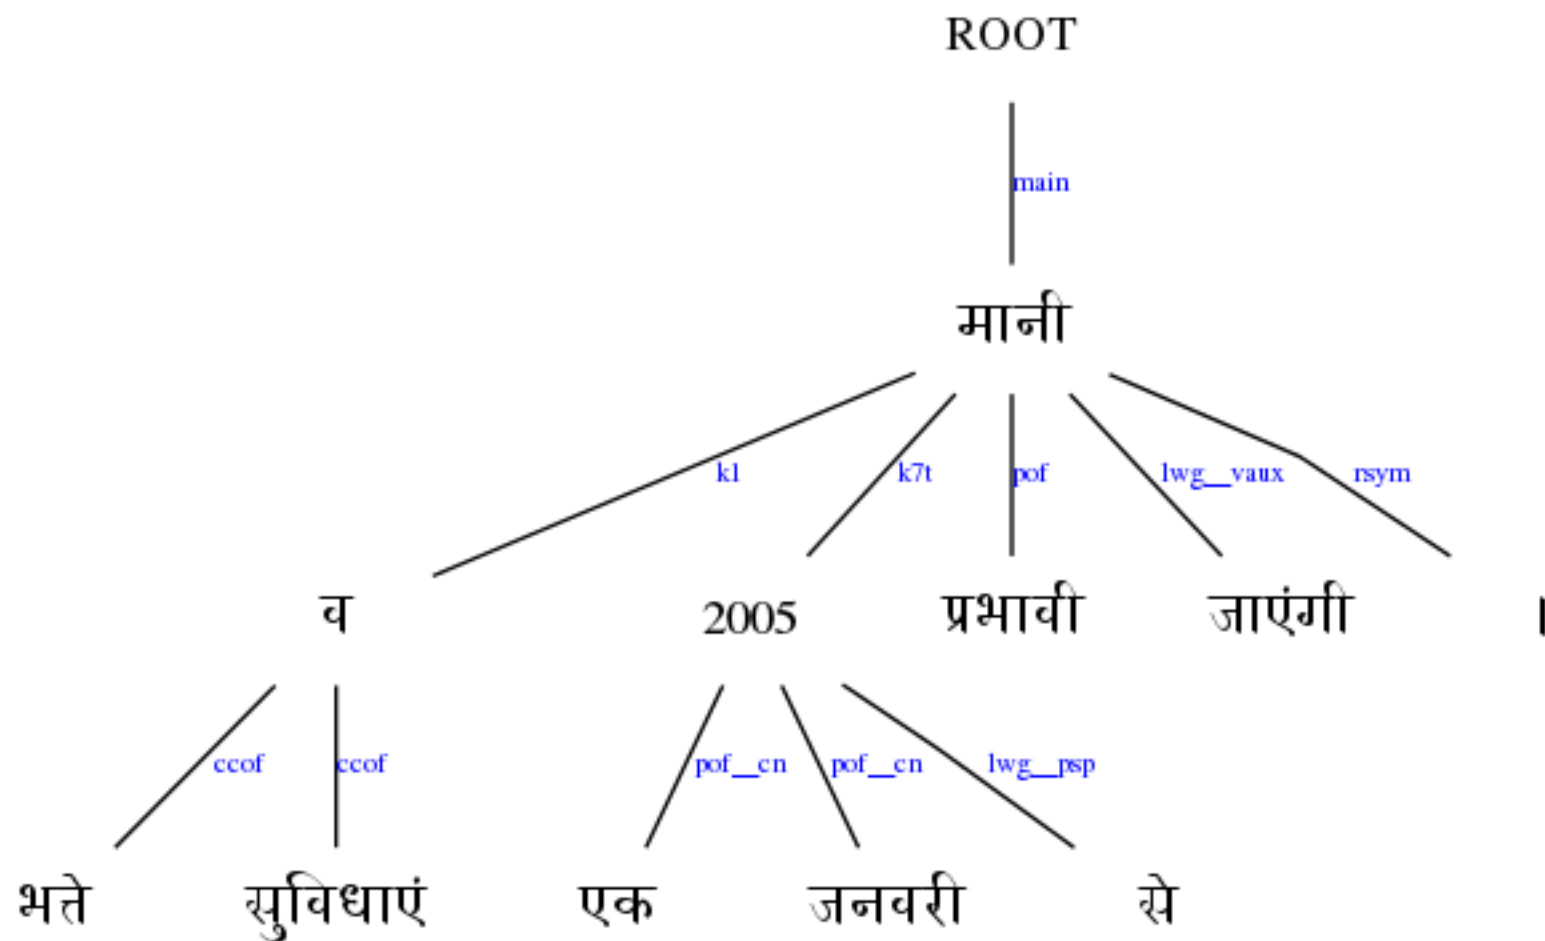 ROOT
main
मानी
k1 k7t pof lwg__vaux rsym
व 2005 प्रभावी जाएंगी ।
ccof ccof pof__cn pof__cn lwg__psp
भत्ते सुविधाएं एक जनवरी से